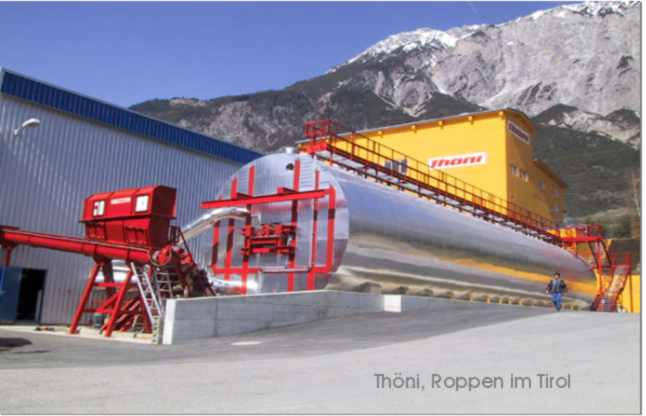 thöni
Thöni, Roppen im Tirol